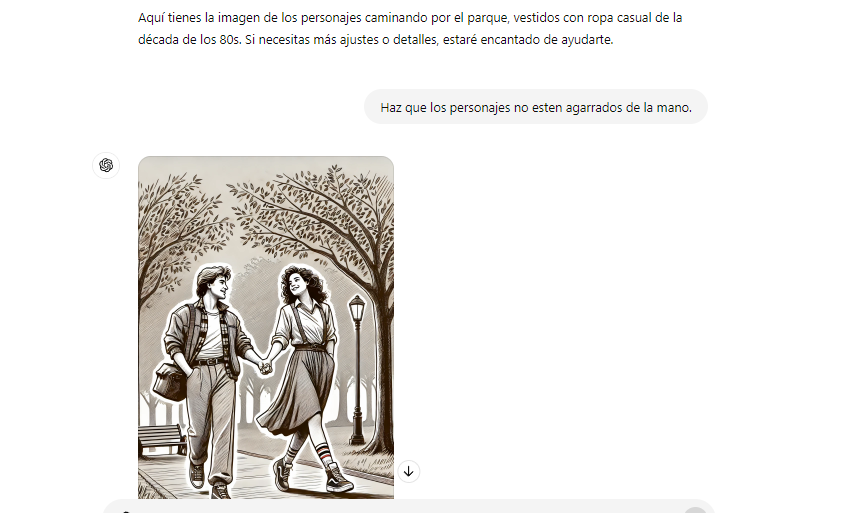 Aquí tienes la imagen de los personajes caminando por el parque, vestidos con ropa casual de la
década de los 80s. Si necesitas más ajustes o detalles, estaré encantado de ayudarte.
Haz que los personajes no esten agarrados de la mano.